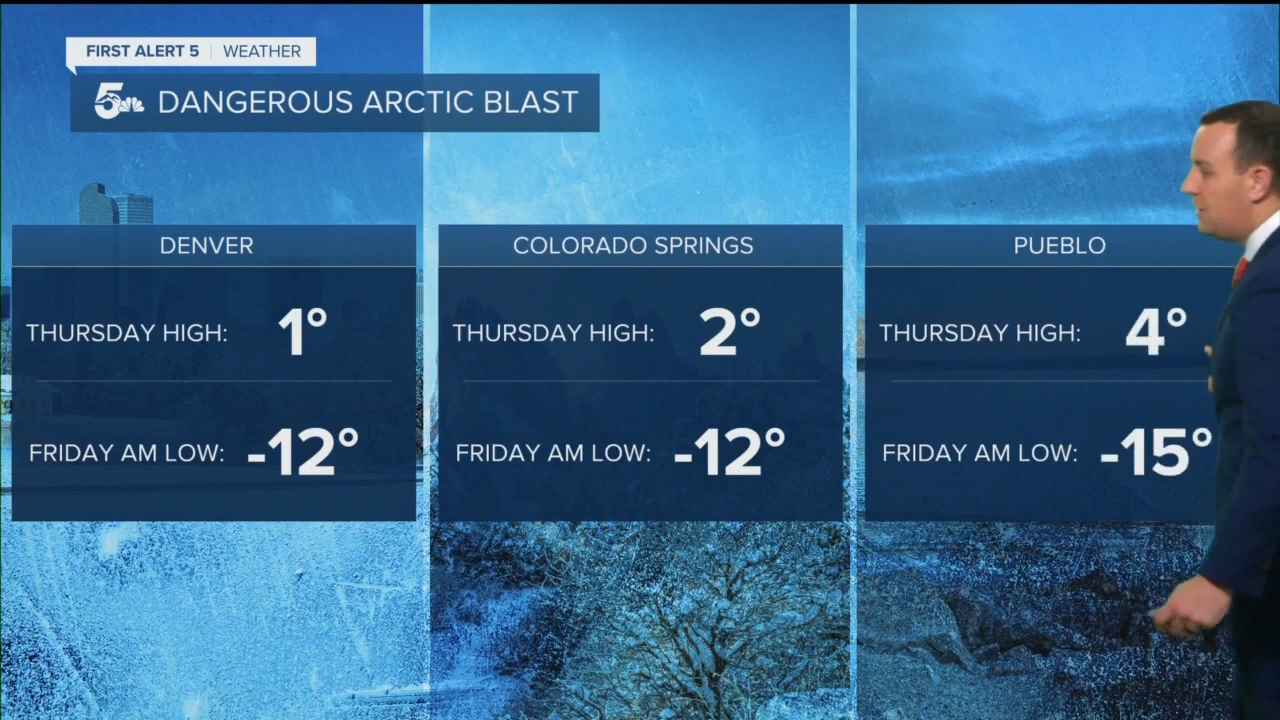 FIRST ALERT 5 | WEATHER
5 DANGEROUS ARCTIC BLAST
DENVER
THURSDAY HIGH: 1°
FRIDAY AM LOW: -12°
COLORADO SPRINGS
THURSDAY HIGH: 2°
FRIDAY AM LOW: -12°
PUEBLO
THURSDAY HIGH: 4°
FRIDAY AM LOW: -15°